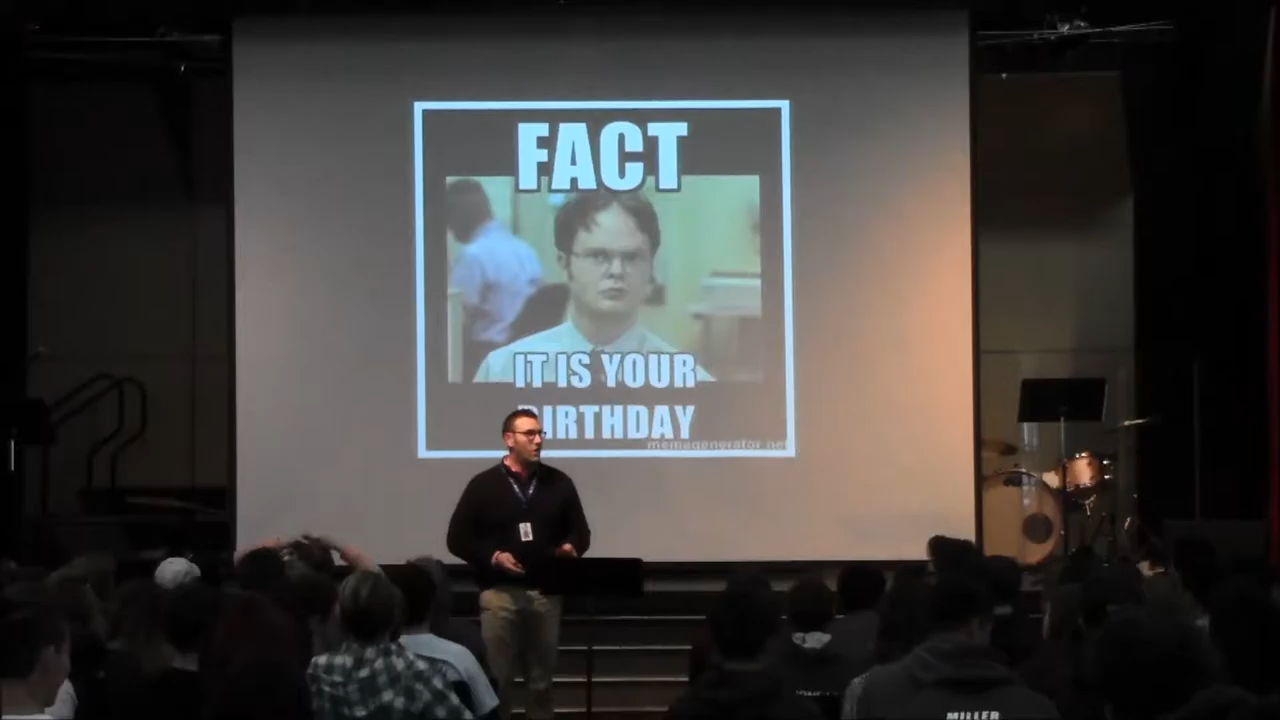 FACT
IT IS YOUR
BIRTHDAY
memegenerator.net
MILLER